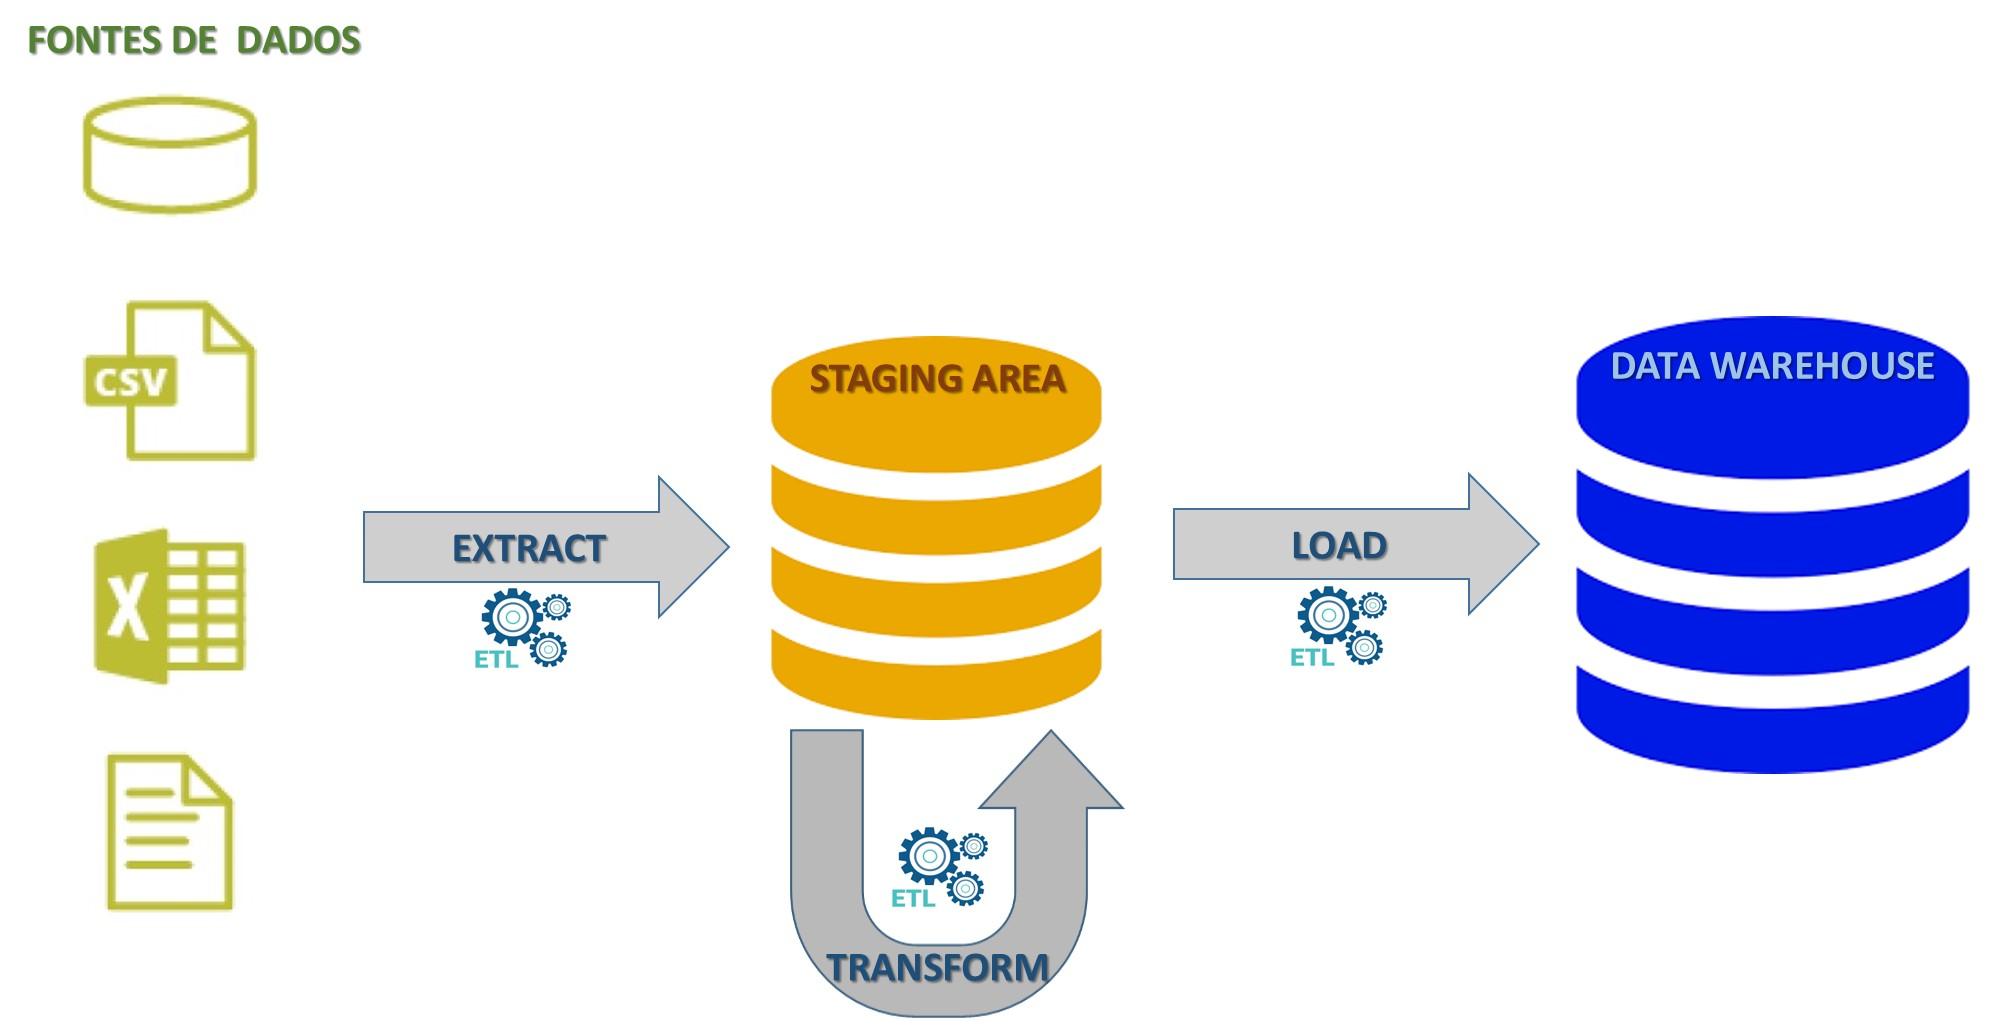 FONTES DE DADOS
CSV
X
EXTRACT
ETL
STAGING AREA
ETL
TRANSFORM
LOAD
ETL
DATA WAREHOUSE